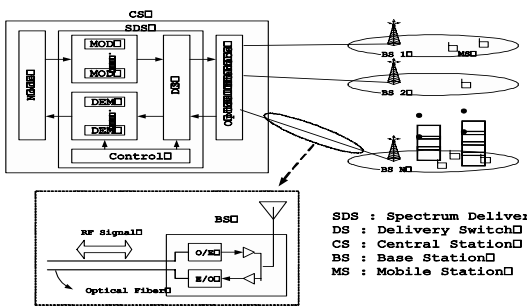 CS
SDS
MOD
MOD
DEM
DEM
DS
Control
BS 1
MS
BS 2
BS N
BS
RF Signal
O/E
E/O
Optical Fiber
SDS : Spectrum Deliver
DS : Delivery Switch
CS : Central Station
BS : Base Station
MS : Mobile Station